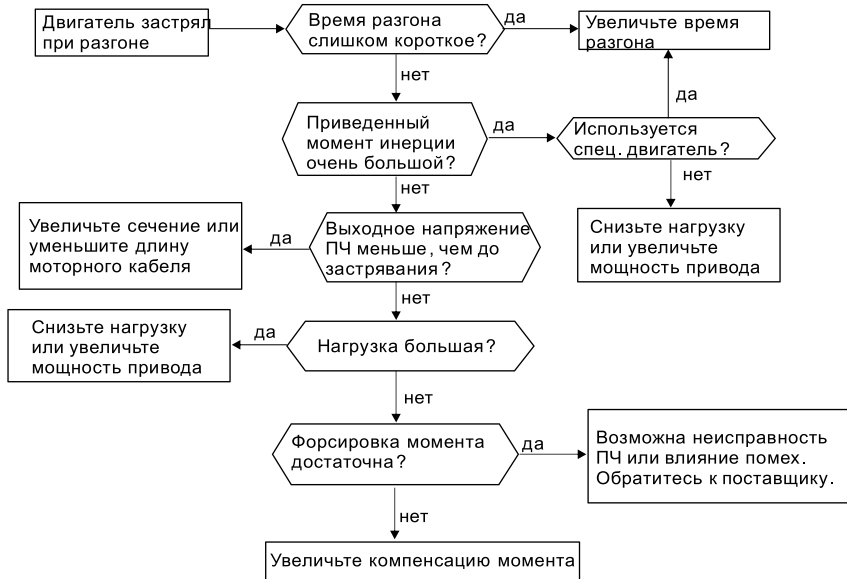 Двигатель застрял
при разгоне
Время разгона
слишком короткое?
да
Увеличьте время
разгона
нет
да
Приведенный
момент инерции
очень большой?
да
Используется
спец. двигатель?
нет
нет
Увеличьте сечение или
уменьшите длину
моторного кабеля
да
Выходное напряжение
ПЧ меньше, чем до
застрявания?
Снизьте нагрузку
или увеличьте
мощность привода
нет
Снизьте нагрузку
или увеличьте
мощность привода
да
Нагрузка большая?
нет
Форсировка момента
достаточна?
да
Возможна неисправность
ПЧ или влияние помех.
Обратитесь к поставщику.
нет
Увеличьте компенсацию момента